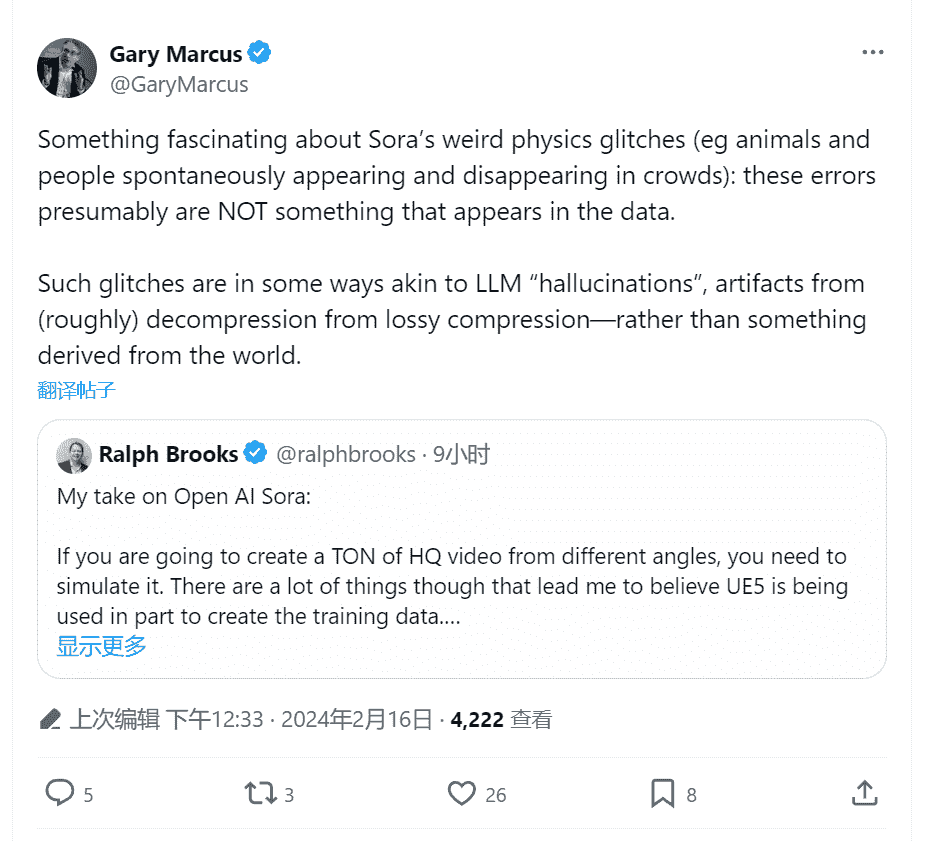 Gary Marcus
@GaryMarcus
Something fascinating about Sora’s weird physics glitches (eg animals and
people spontaneously appearing and disappearing in crowds): these errors
presumably are NOT something that appears in the data.
Such glitches are in some ways akin to LLM “hallucinations”, artifacts from
(roughly) decompression from lossy compression—rather than something
derived from the world.
翻译帖子
Ralph Brooks @ralphbrooks · 9小时
My take on Open AI Sora:
If you are going to create a TON of HQ video from different angles, you need to
simulate it. There are a lot of things though that lead me to believe UE5 is being
used in part to create the training data....
显示更多
上次编辑 下午12:33 · 2024年2月16日 · 4,222 查看
5 3 26 8